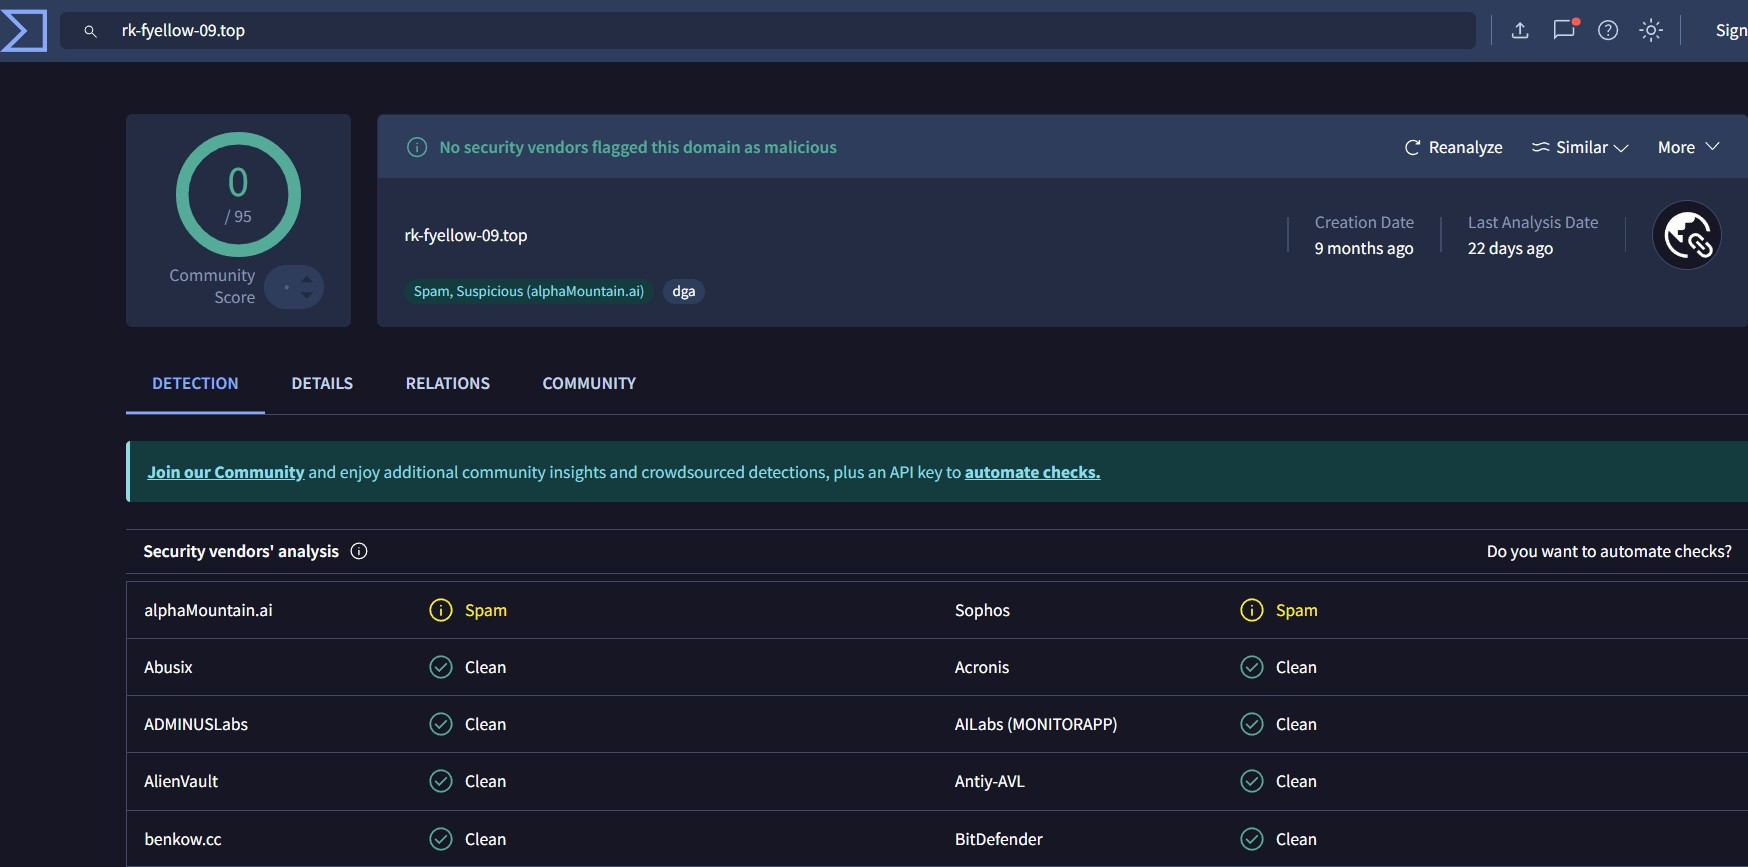 rk-fyellow-09.top
Sign
0
/ 95
Community
Score
No security vendors flagged this domain as malicious
Reanalyze
Similar
More
rk-fyellow-09.top
Creation Date
9 months ago
Last Analysis Date
22 days ago
Spam, Suspicious (alphaMountain.ai)
dga
DETECTION
DETAILS
RELATIONS
COMMUNITY
Join our Community and enjoy additional community insights and crowdsourced detections, plus an API key to automate checks.
Security vendors' analysis
Do you want to automate checks?
alphaMountain.ai
Spam
Sophos
Spam
Abusix
Clean
Acronis
Clean
ADMINUSLabs
Clean
AILabs (MONITORAPP)
Clean
AlienVault
Clean
Antiy-AVL
Clean
benkow.cc
Clean
BitDefender
Clean